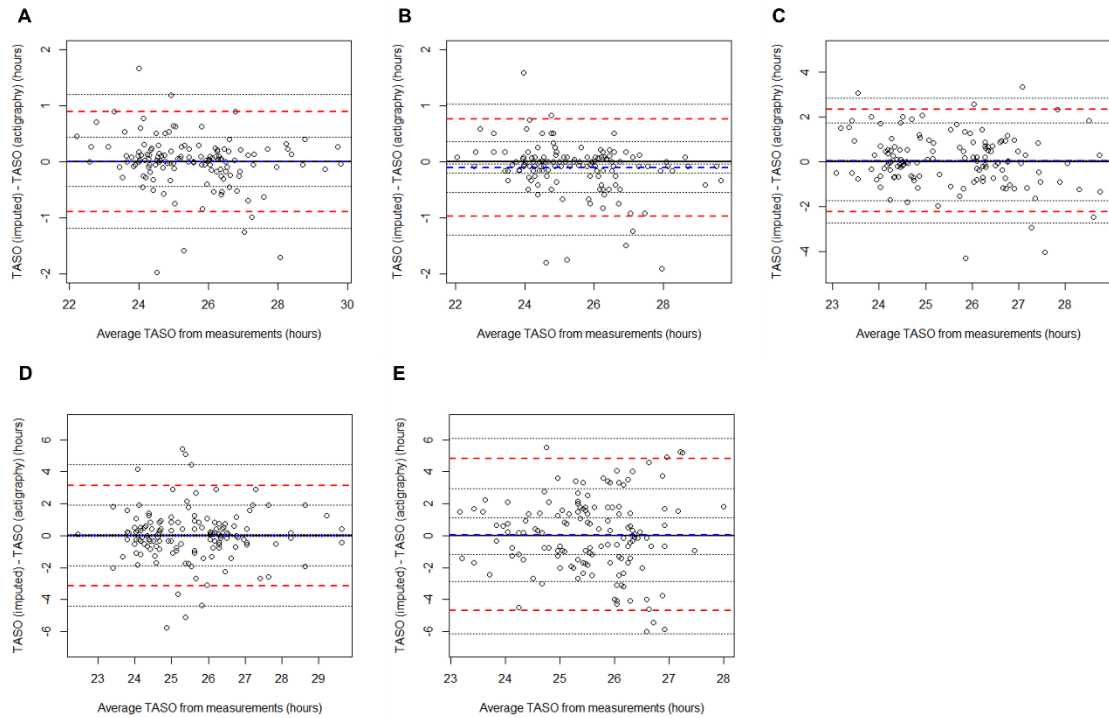 A
TASO (imputed) - TASO (actigraphy) (hours)
2
1
0
-1
-2
22 24 26 28 30
Average TASO from measurements (hours)
B
TASO (imputed) - TASO (actigraphy) (hours)
2
1
0
-1
-2
22 24 26 28
Average TASO from measurements (hours)
C
TASO (imputed) - TASO (actigraphy) (hours)
4
2
0
-2
-4
23 24 25 26 27 28
Average TASO from measurements (hours)
D
TASO (imputed) - TASO (actigraphy) (hours)
6
4
2
0
-2
-4
-6
23 24 25 26 27 28 29
Average TASO from measurements (hours)
E
TASO (imputed) - TASO (actigraphy) (hours)
6
4
2
0
-2
-4
-6
23 24 25 26 27 28
Average TASO from measurements (hours)